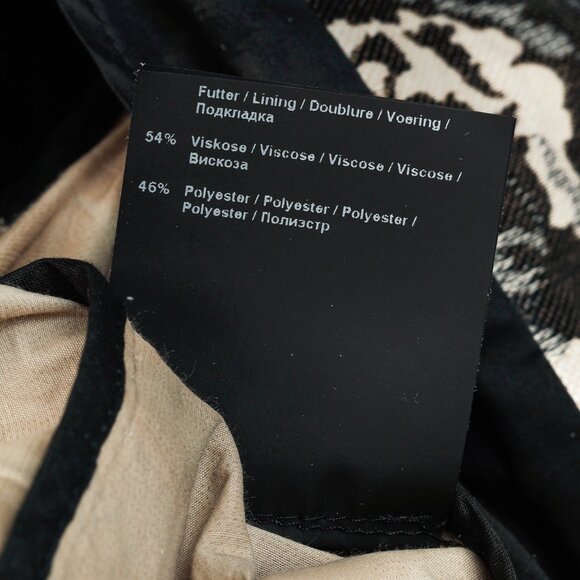 Futter / Lining / Doublure / Voering /
Подкладка
54% Viskose / Viscose / Viscose / Viscose /
Вискоза
46% Polyester / Polyester / Polyester /
Polyester / Полиэстр